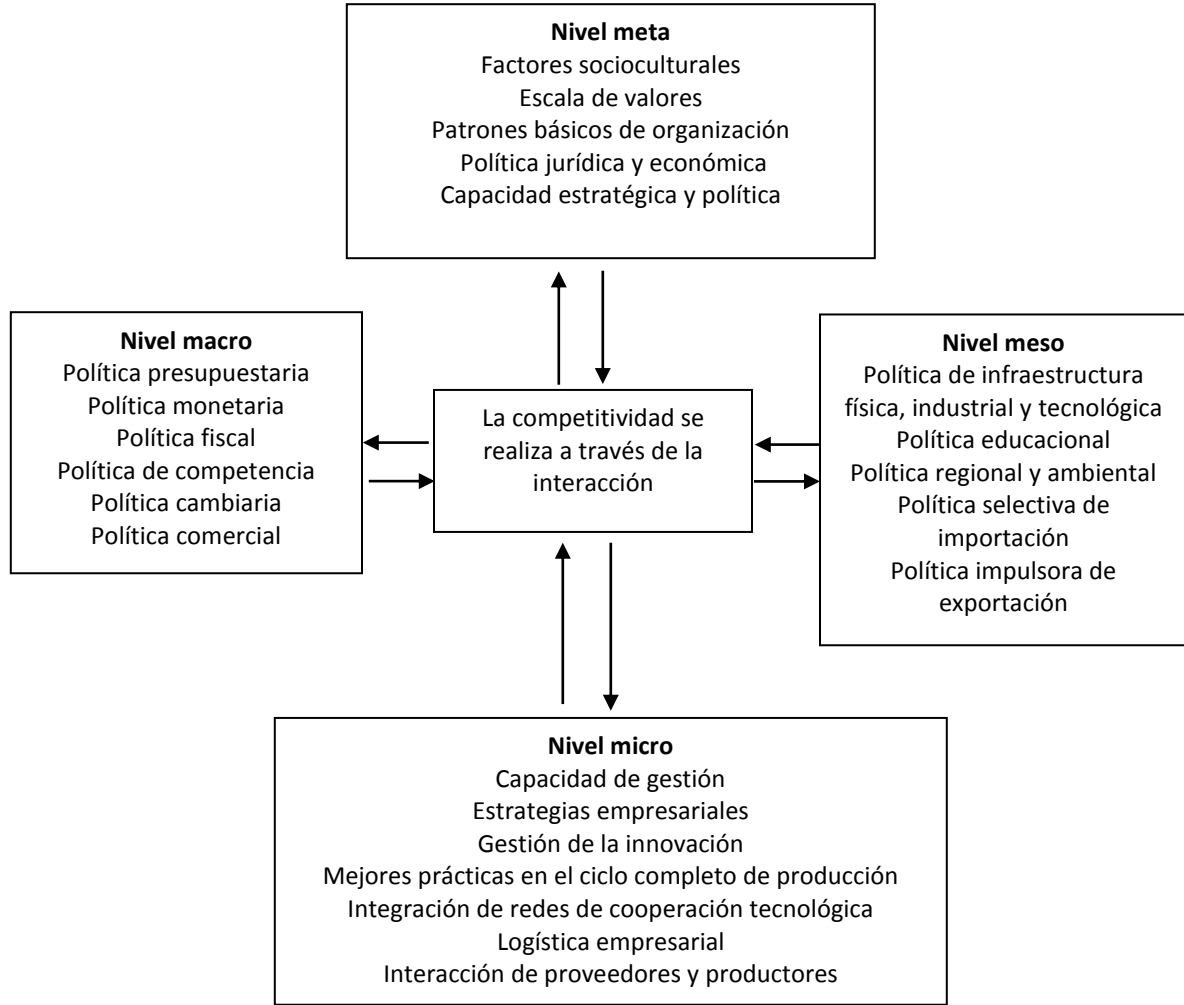 Nivel meta
Factores socioculturales
Escala de valores
Patrones básicos de organización
Política jurídica y económica
Capacidad estratégica y política
Nivel macro
Política presupuestaria
Política monetaria
Política fiscal
Política de competencia
Política cambiaria
Política comercial
La competitividad se
realiza a través de la
interacción
Nivel meso
Política de infraestructura
física, industrial y tecnológica
Política educacional
Política regional y ambiental
Política selectiva de
importación
Política impulsora de
exportación
Nivel micro
Capacidad de gestión
Estrategias empresariales
Gestión de la innovación
Mejores prácticas en el ciclo completo de producción
Integración de redes de cooperación tecnológica
Logística empresarial
Interacción de proveedores y productores